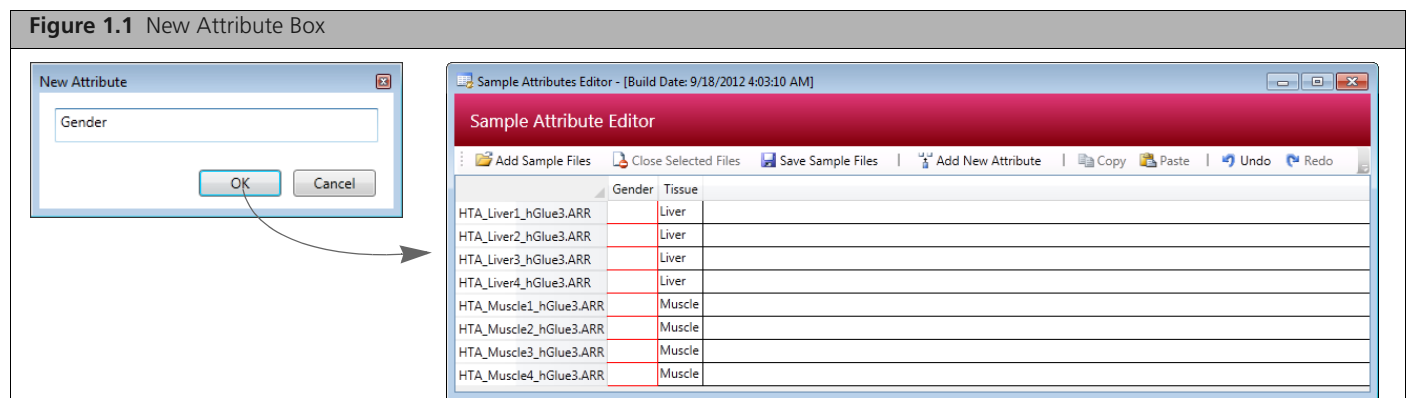 Figure 1.1 New Attribute Box
New Attribute
Gender
OK Cancel
Sample Attributes Editor - [Build Date: 9/18/2012 4:03:10 AM]
Sample Attribute Editor
Add Sample Files Close Selected Files Save Sample Files | Add New Attribute | Copy Paste | Undo Redo
Gender Tissue
HTA_Liver1_hGlue3.ARR Liver
HTA_Liver2_hGlue3.ARR Liver
HTA_Liver3_hGlue3.ARR Liver
HTA_Liver4_hGlue3.ARR Liver
HTA_Muscle1_hGlue3.ARR Muscle
HTA_Muscle2_hGlue3.ARR Muscle
HTA_Muscle3_hGlue3.ARR Muscle
HTA_Muscle4_hGlue3.ARR Muscle